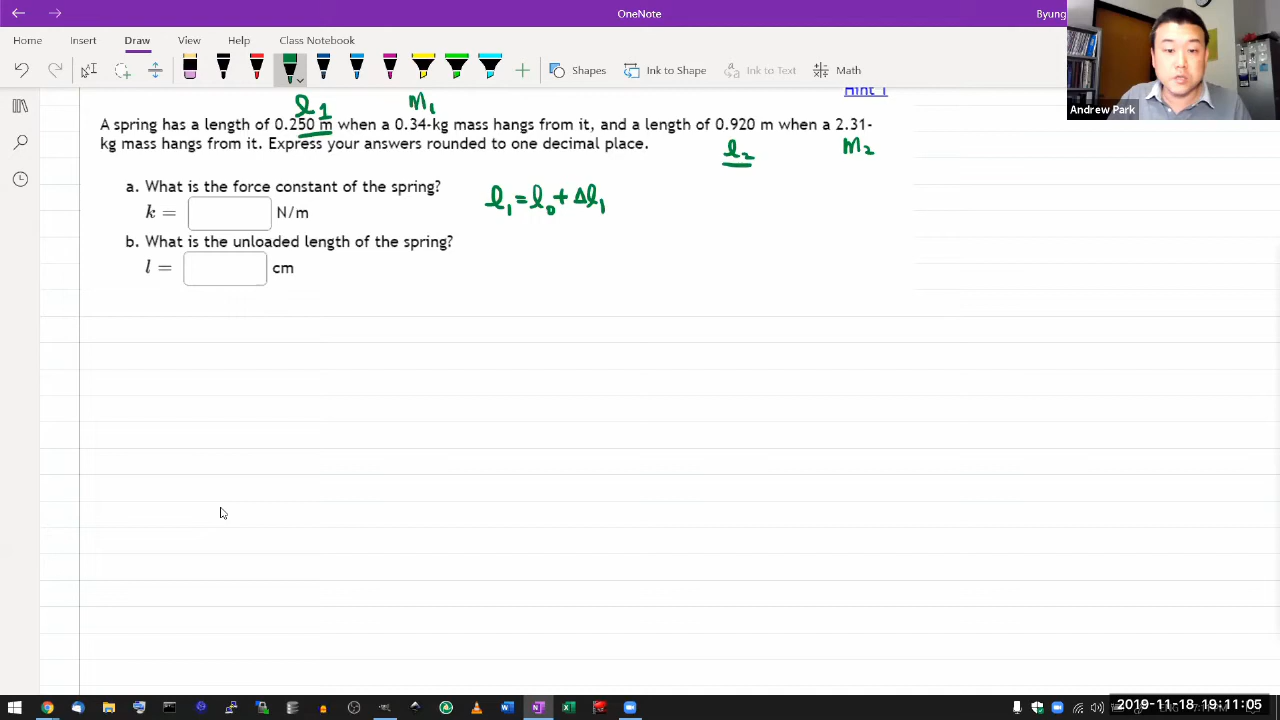 OneNote
Byung
Home Insert Draw View Help Class Notebook
Shapes Ink to Shape Ink to Text Math
Hint 1
l1 M1
A spring has a length of 0.250 m when a 0.34-kg mass hangs from it, and a length of 0.920 m when a 2.31-
kg mass hangs from it. Express your answers rounded to one decimal place.
l2 M2
a. What is the force constant of the spring?
k = N/m
l1 = l0 + Δl1
b. What is the unloaded length of the spring?
l = cm
Andrew Park
2019-11-18 19:11:05